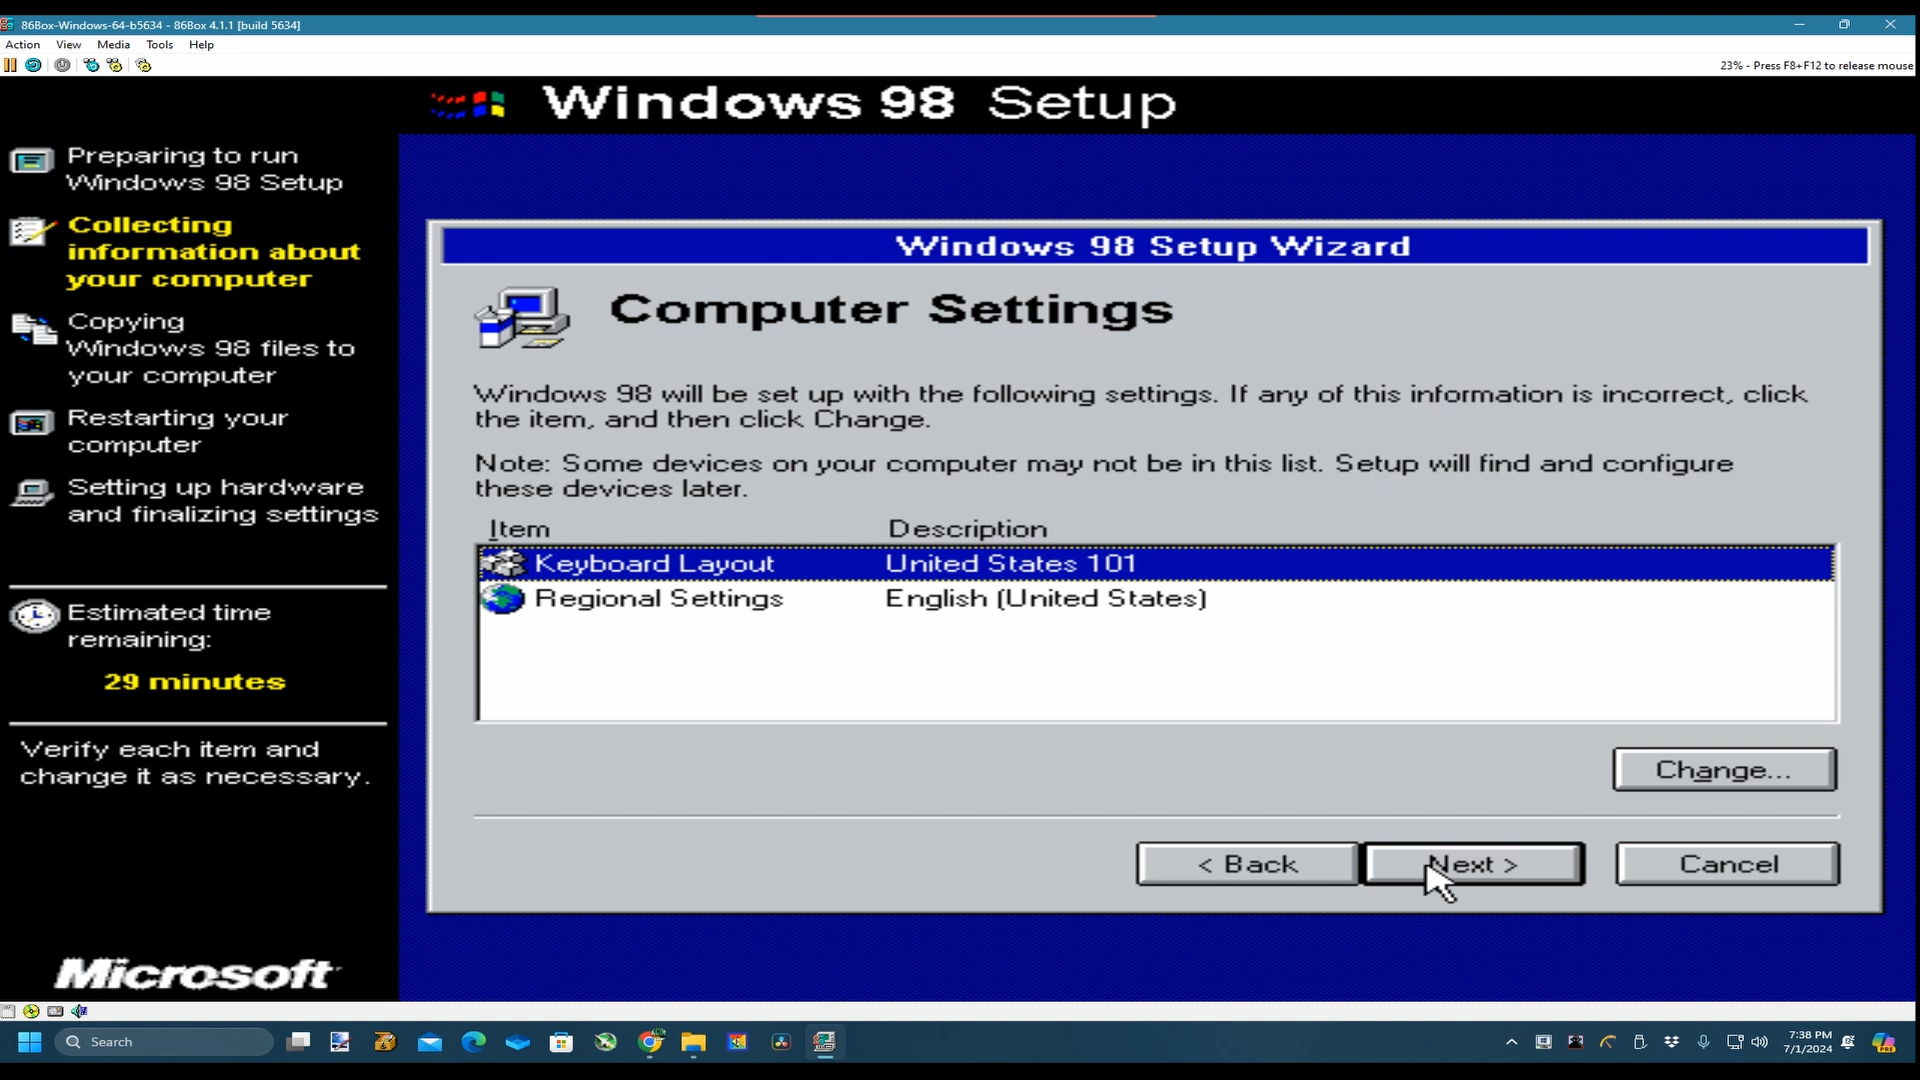 86Box-Windows-64-b5634 - 86Box 4.1.1 [build 5634]
Action View Media Tools Help
23% - Press F8+F12 to release mouse
Windows 98 Setup
Preparing to run
Windows 98 Setup
Collecting
information about
your computer
Copying
Windows 98 files to
your computer
Restarting your
computer
Setting up hardware
and finalizing settings
Estimated time
remaining:
29 minutes
Verify each item and
change it as necessary.
Microsoft
Windows 98 Setup Wizard
Computer Settings
Windows 98 will be set up with the following settings. If any of this information is incorrect, click
the item, and then click Change.
Note: Some devices on your computer may not be in this list. Setup will find and configure
these devices later.
Item Description
Keyboard Layout United States 101
Regional Settings English (United States)
Change...
< Back Next > Cancel
Search
7:38 PM
7/1/2024
PRE